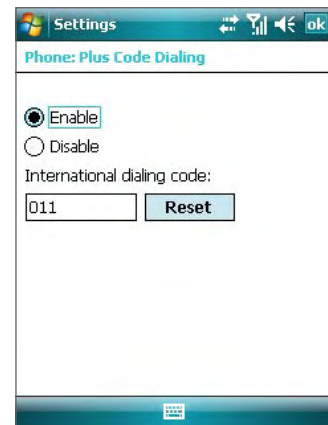 Settings
ok
Phone: Plus Code Dialing
Enable
Disable
International dialing code:
011
Reset